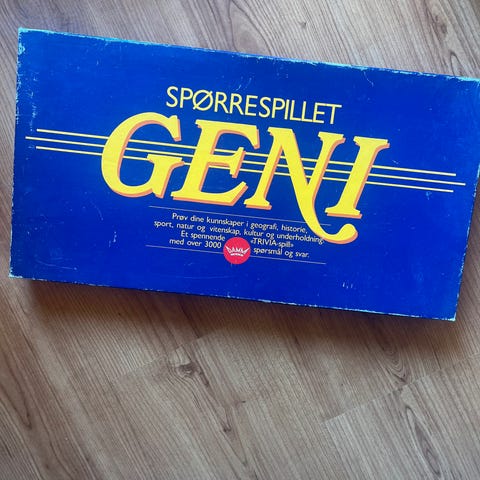 SPØRRESPILLET
GENI
Prøv dine kunnskaper i geografi, historie,
sport, natur og vitenskap, kultur og underholdning.
Et spennende «TRIVIA-spill»
med over 3000 spørsmål og svar.
DAMM